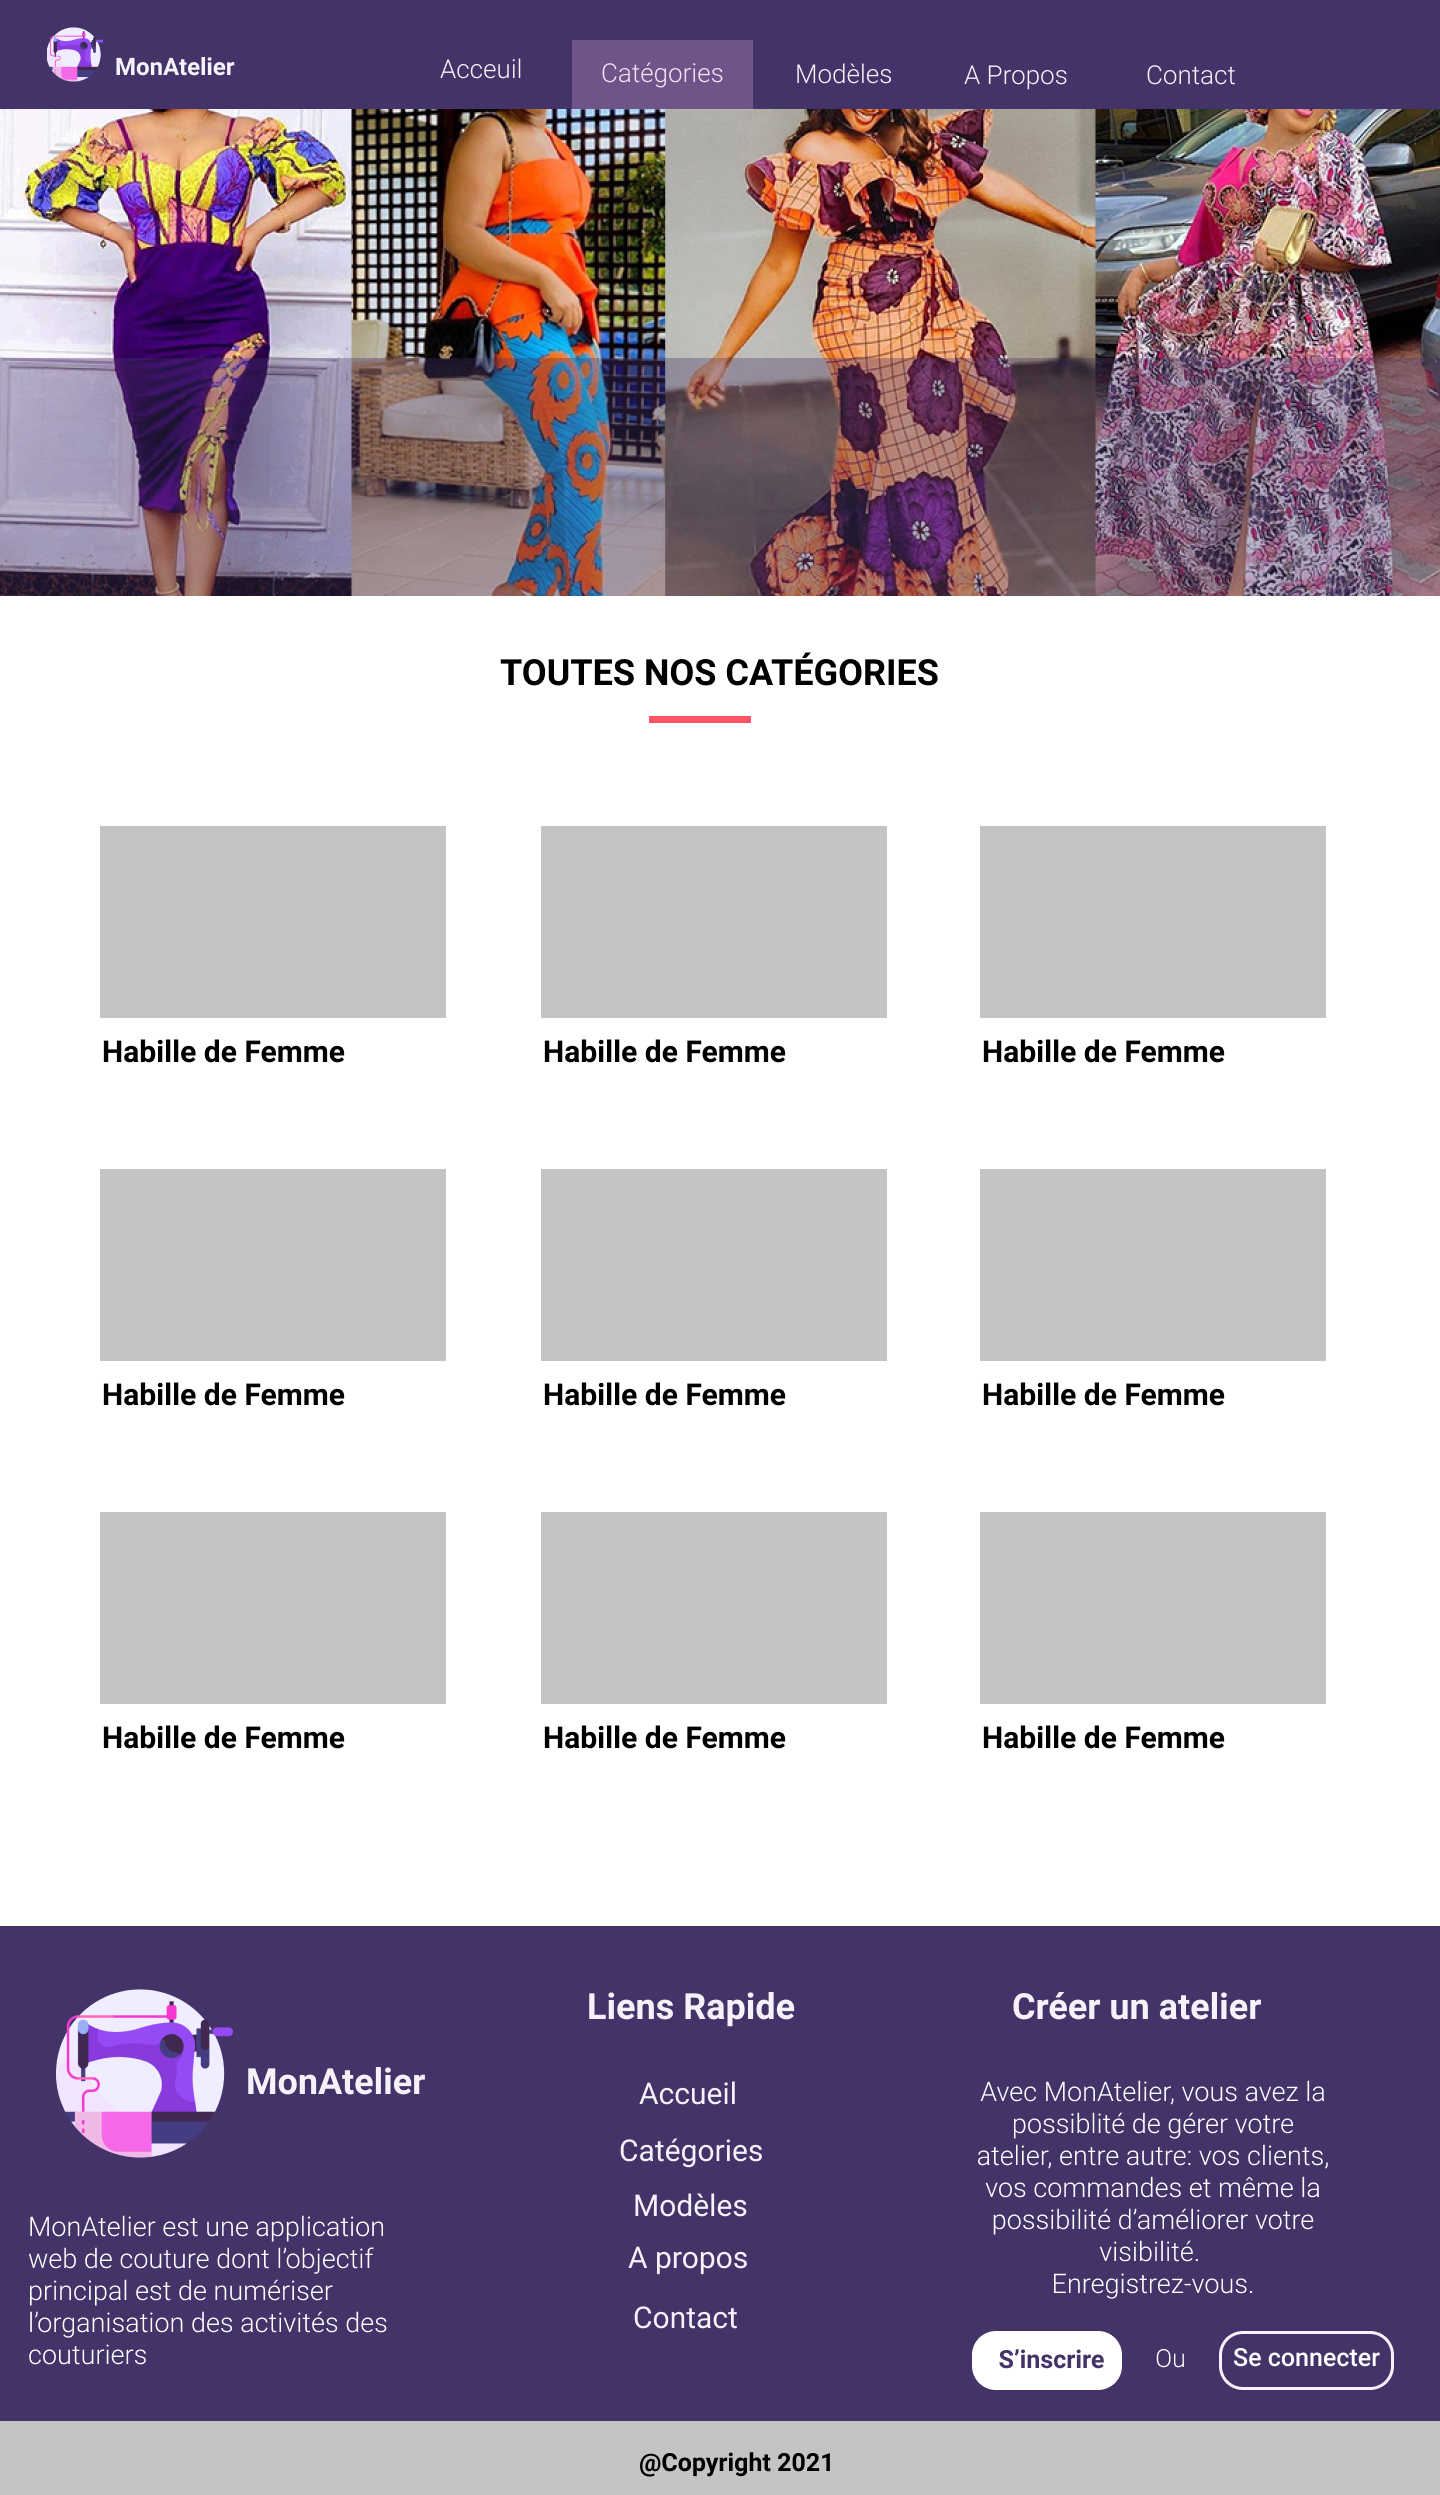 MonAtelier
Acceuil
Catégories
Modèles
A Propos
Contact
TOUTES NOS CATÉGORIES
Habille de Femme
Habille de Femme
Habille de Femme
Habille de Femme
Habille de Femme
Habille de Femme
Habille de Femme
Habille de Femme
Habille de Femme
MonAtelier
MonAtelier est une application
web de couture dont l’objectif
principal est de numériser
l’organisation des activités des
couturiers
Liens Rapide
Accueil
Catégories
Modèles
A propos
Contact
Créer un atelier
Avec MonAtelier, vous avez la
possiblité de gérer votre
atelier, entre autre: vos clients,
vos commandes et même la
possibilité d’améliorer votre
visibilité.
Enregistrez-vous.
S’inscrire
Ou
Se connecter
@Copyright 2021